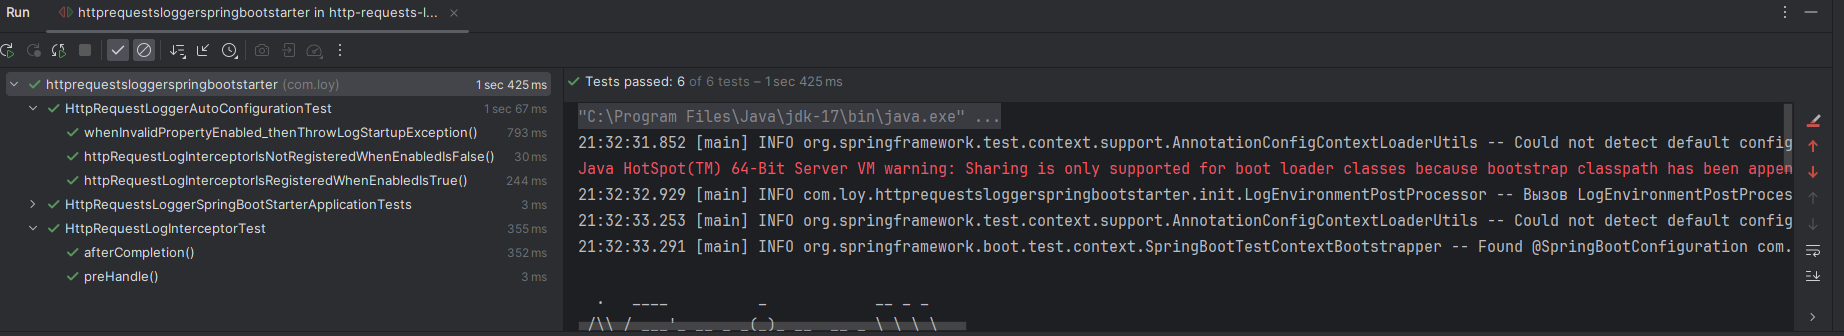 Run httprequestsloggerspringbootstarter in http-requests-l...
httprequestsloggerspringbootstarter (com.loy) 1 sec 425 ms
HttpRequestLoggerAutoConfigurationTest 1 sec 67 ms
whenInvalidPropertyEnabled_thenThrowLogStartupException() 793 ms
httpRequestLogInterceptorIsNotRegisteredWhenEnabledIsFalse() 30 ms
httpRequestLogInterceptorIsRegisteredWhenEnabledIsTrue() 244 ms
HttpRequestsLoggerSpringBootStarterApplicationTests 3 ms
HttpRequestLogInterceptorTest 355 ms
afterCompletion() 352 ms
preHandle() 3 ms
Tests passed: 6 of 6 tests – 1 sec 425 ms
"C:\Program Files\Java\jdk-17\bin\java.exe" ...
21:32:31.852 [main] INFO org.springframework.test.context.support.AnnotationConfigContextLoaderUtils -- Could not detect default config
Java HotSpot(TM) 64-Bit Server VM warning: Sharing is only supported for boot loader classes because bootstrap classpath has been appen
21:32:32.929 [main] INFO com.loy.httprequestsloggerspringbootstarter.init.LogEnvironmentPostProcessor -- Вызов LogEnvironmentPostProces
21:32:33.253 [main] INFO org.springframework.test.context.support.AnnotationConfigContextLoaderUtils -- Could not detect default config
21:32:33.291 [main] INFO org.springframework.boot.test.context.SpringBootTestContextBootstrapper -- Found @SpringBootConfiguration com.